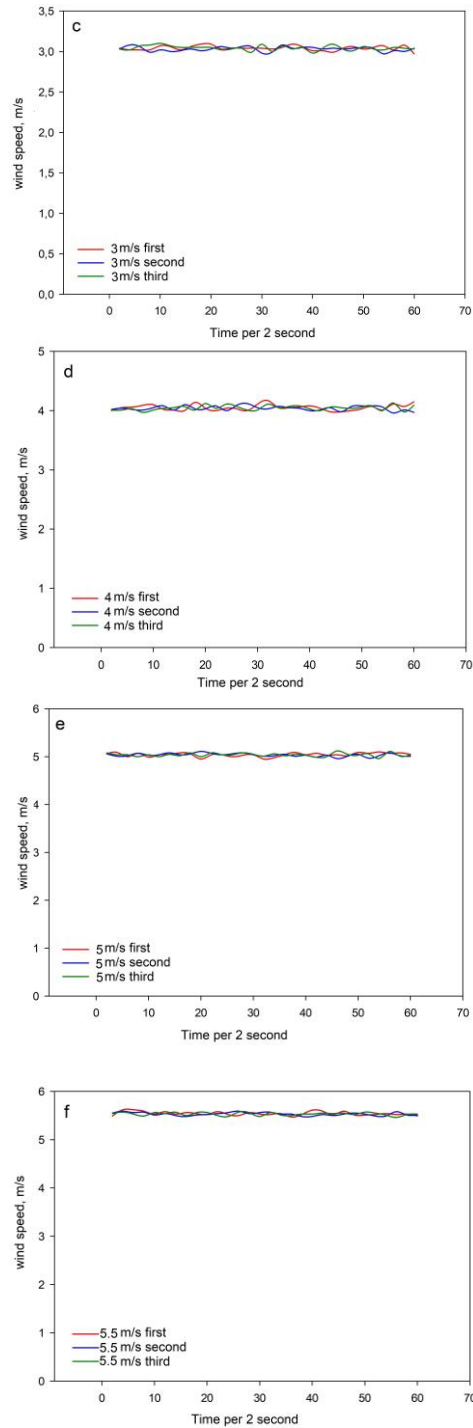 c
3,5
3,0
2,5
2,0
1,5
1,0
0,5
0,0
wind speed, m/s
3 m/s first
3 m/s second
3 m/s third
0 10 20 30 40 50 60 70
Time per 2 second
d
5
4
3
2
1
0
wind speed, m/s
4 m/s first
4 m/s second
4 m/s third
0 10 20 30 40 50 60 70
Time per 2 second
e
6
5
4
3
2
1
0
wind speed, m/s
5 m/s first
5 m/s second
5 m/s third
0 10 20 30 40 50 60 70
Time per 2 second
f
6
5
4
3
2
1
0
wind speed, m/s
5.5 m/s first
5.5 m/s second
5.5 m/s third
0 10 20 30 40 50 60 70
Time per 2 second